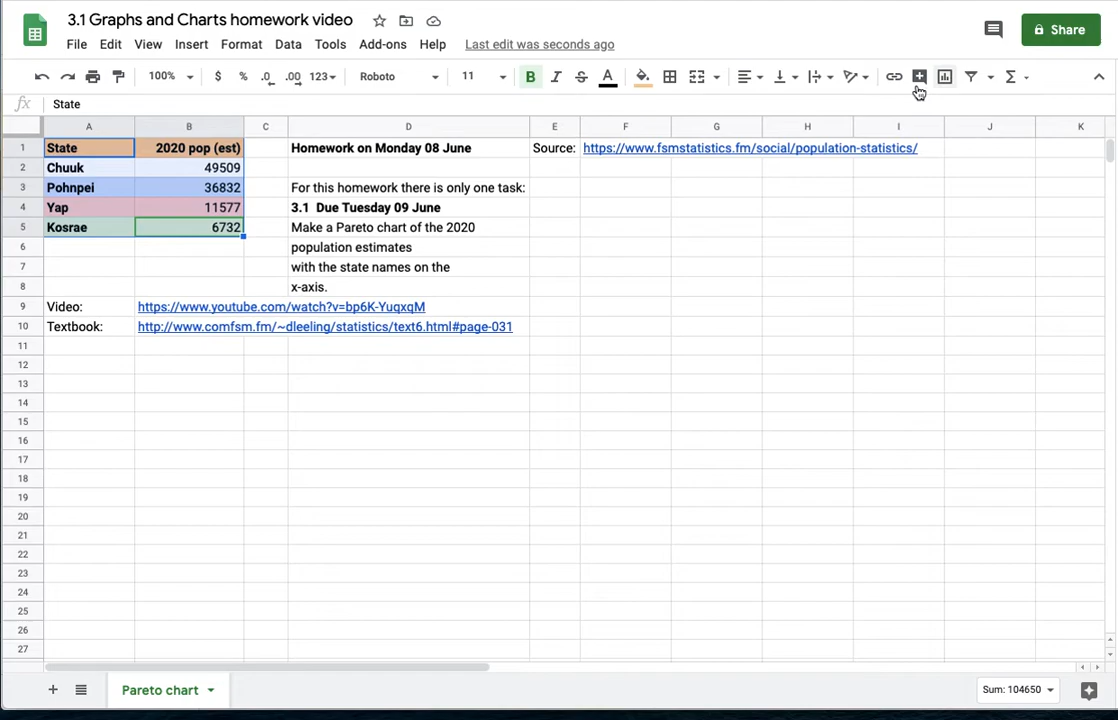 3.1 Graphs and Charts homework video
Share
File Edit View Insert Format Data Tools Add-ons Help Last edit was seconds ago
100% $ % .0 .00 123 Roboto 11 B I S A Σ
fx State
A B C D E F G H I J K
1 State 2020 pop (est) Homework on Monday 08 June Source: https://www.fsmstatistics.fm/social/population-statistics/
2 Chuuk 49509
3 Pohnpei 36832 For this homework there is only one task:
4 Yap 11577 3.1 Due Tuesday 09 June
5 Kosrae 6732 Make a Pareto chart of the 2020
6 population estimates
7 with the state names on the
8 x-axis.
9 Video: https://www.youtube.com/watch?v=bp6K-YuqxqM
10 Textbook: http://www.comfsm.fm/~dleeling/statistics/text6.html#page-031
11
12
13
14
15
16
17
18
19
20
21
22
23
24
25
26
27
+ Pareto chart Sum: 104650